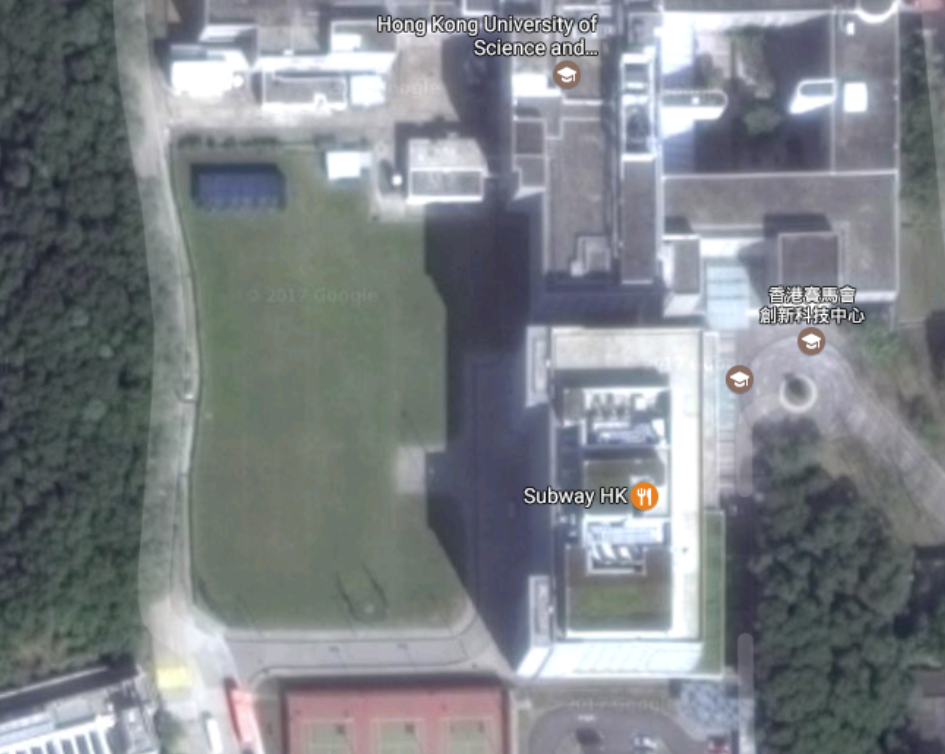 Hong Kong University of
Science and...
Google
© 2017 Google
香港賽馬會
創新科技中心
Subway HK